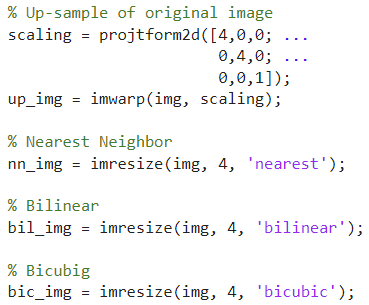 % Up-sample of original image
scaling = projtform2d([4,0,0; ...
0,4,0; ...
0,0,1]);
up_img = imwarp(img, scaling);
% Nearest Neighbor
nn_img = imresize(img, 4, 'nearest');
% Bilinear
bil_img = imresize(img, 4, 'bilinear');
% Bicubig
bic_img = imresize(img, 4, 'bicubic');